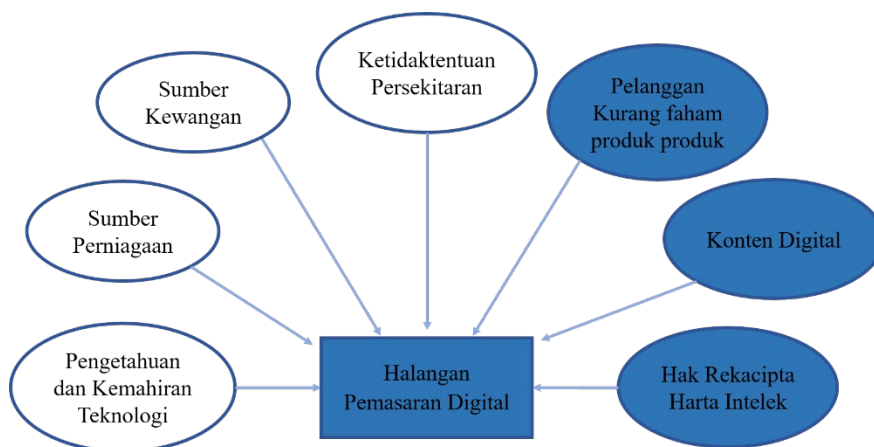 Ketidaktentuan
Persekitaran
Pelanggan
Kurang faham
produk produk
Sumber
Kewangan
Sumber
Perniagaan
Konten Digital
Pengetahuan
dan Kemahiran
Teknologi
Halangan
Pemasaran Digital
Hak Rekacipta
Harta Intelek